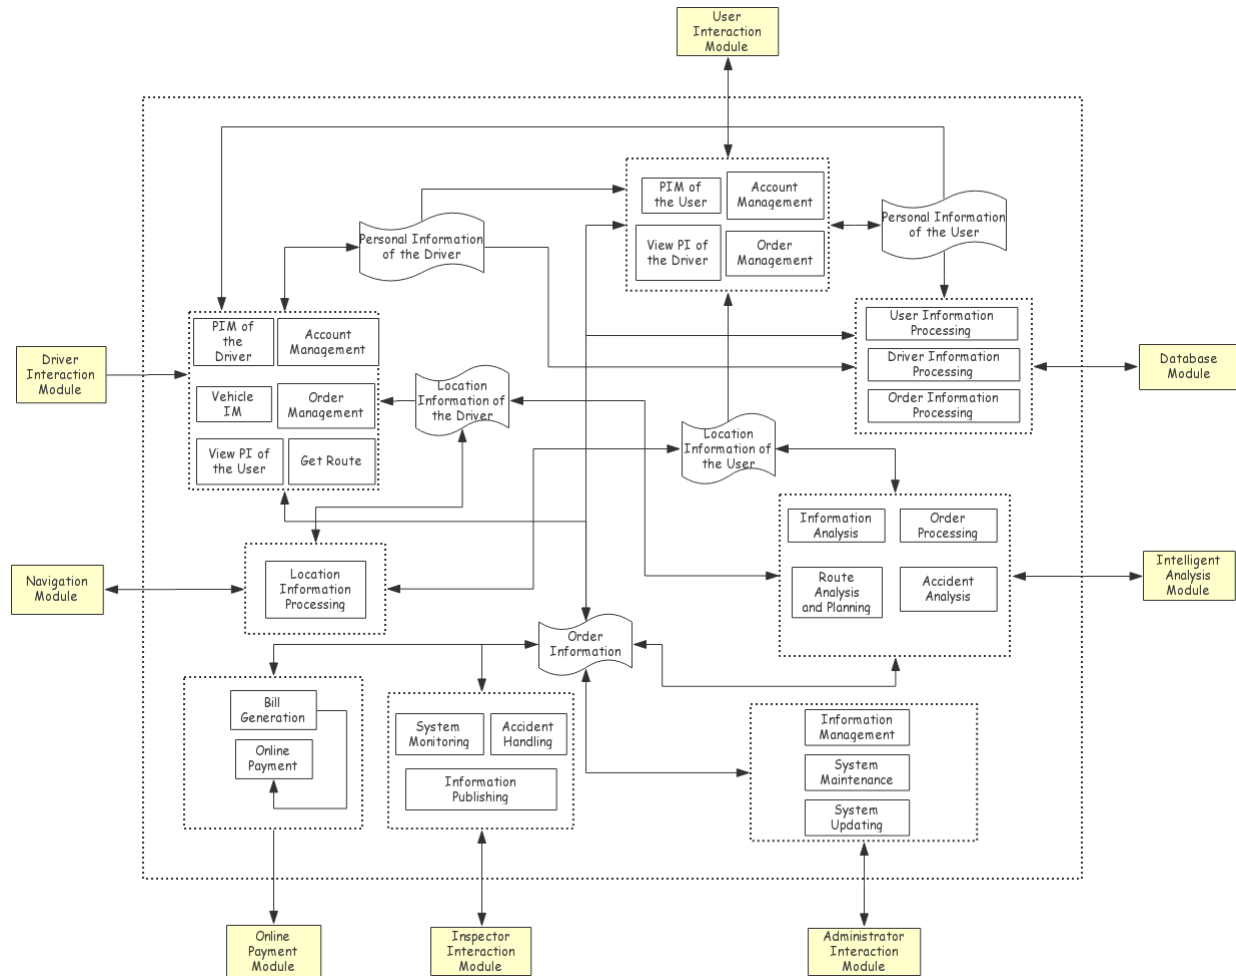 User
Interaction
Module
PIM of
the User
Account
Management
View PI of
the Driver
Order
Management
Personal Information
of the Driver
Personal Information
of the User
PIM of
the
Driver
Account
Management
Vehicle
IM
Order
Management
View PI of
the User
Get Route
Driver
Interaction
Module
Location
Information
of the Driver
User Information
Processing
Driver Information
Processing
Order Information
Processing
Database
Module
Location
Information of
the User
Information
Analysis
Order
Processing
Route
Analysis
and Planning
Accident
Analysis
Intelligent
Analysis
Module
Navigation
Module
Location
Information
Processing
Order
Information
Bill
Generation
Online
Payment
System
Monitoring
Accident
Handling
Information
Publishing
Information
Management
System
Maintenance
System
Updating
Online
Payment
Module
Inspector
Interaction
Module
Administrator
Interaction
Module